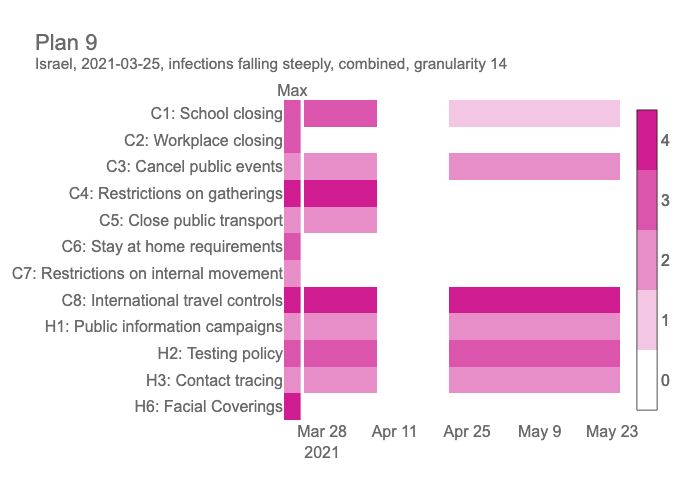 Plan 9
Israel, 2021-03-25, infections falling steeply, combined, granularity 14
Max
C1: School closing
C2: Workplace closing
C3: Cancel public events
C4: Restrictions on gatherings
C5: Close public transport
C6: Stay at home requirements
C7: Restrictions on internal movement
C8: International travel controls
H1: Public information campaigns
H2: Testing policy
H3: Contact tracing
H6: Facial Coverings
Mar 28 Apr 11 Apr 25 May 9 May 23
2021
4
3
2
1
0